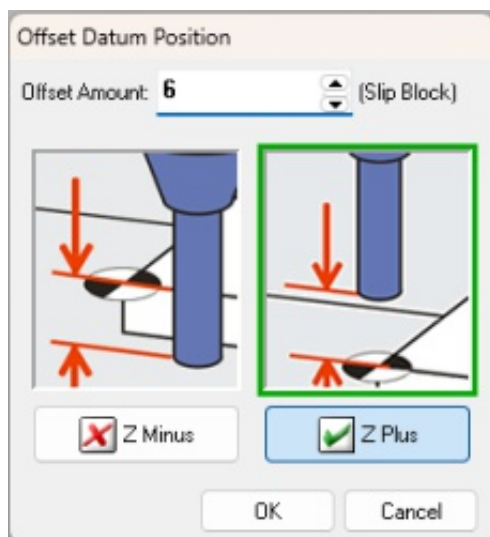 Offset Datum Position
Offset Amount: 6 (Slip Block)
Z Minus Z Plus
OK Cancel